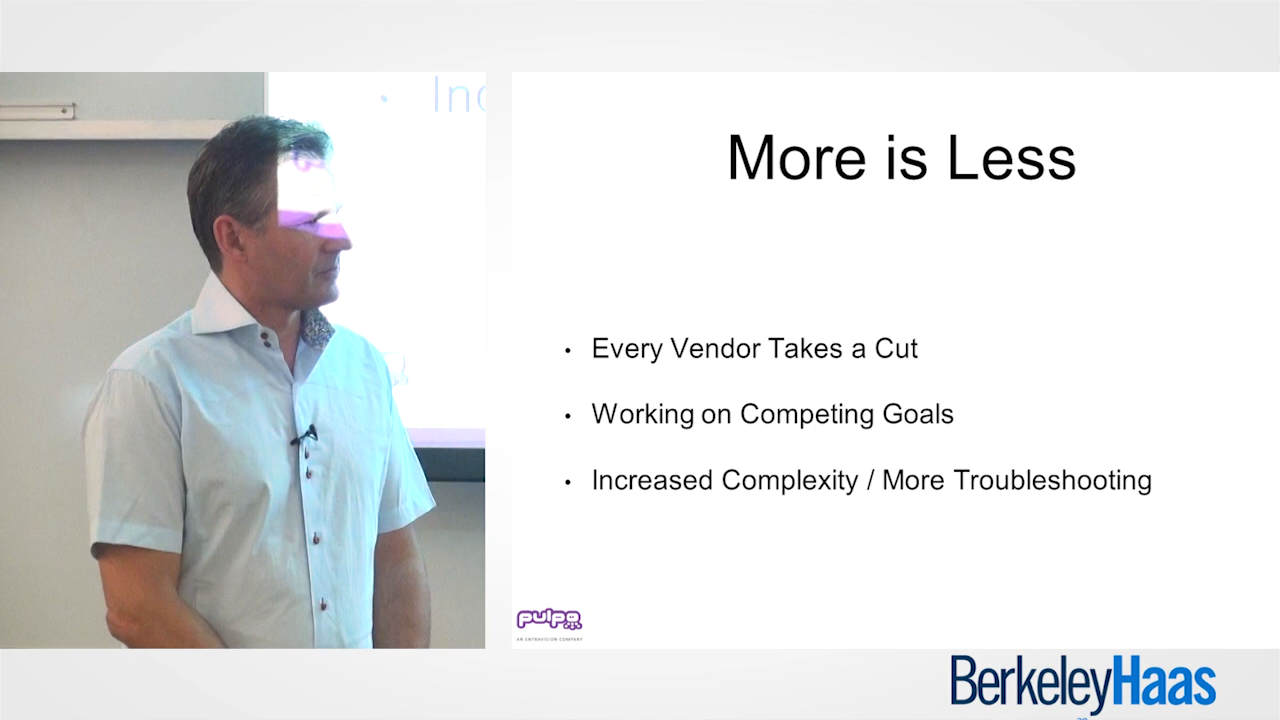 Inc
More is Less
• Every Vendor Takes a Cut
• Working on Competing Goals
• Increased Complexity / More Troubleshooting
pulpo
AN ENTRAVISION COMPANY
BerkeleyHaas